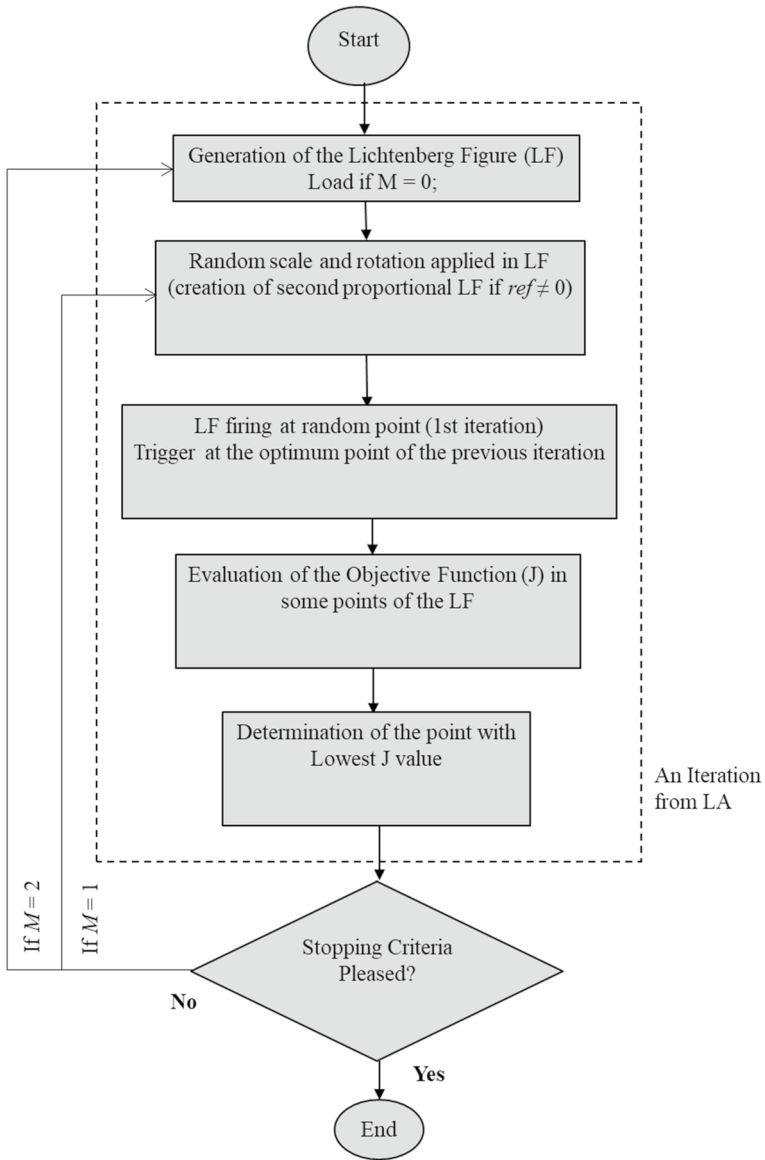 Start
Generation of the Lichtenberg Figure (LF)
Load if M = 0;
Random scale and rotation applied in LF
(creation of second proportional LF if ref ≠ 0)
LF firing at random point (1st iteration)
Trigger at the optimum point of the previous iteration
Evaluation of the Objective Function (J) in
some points of the LF
Determination of the point with
Lowest J value
An Iteration
from LA
If M = 2
If M = 1
Stopping Criteria
Pleased?
No
Yes
End